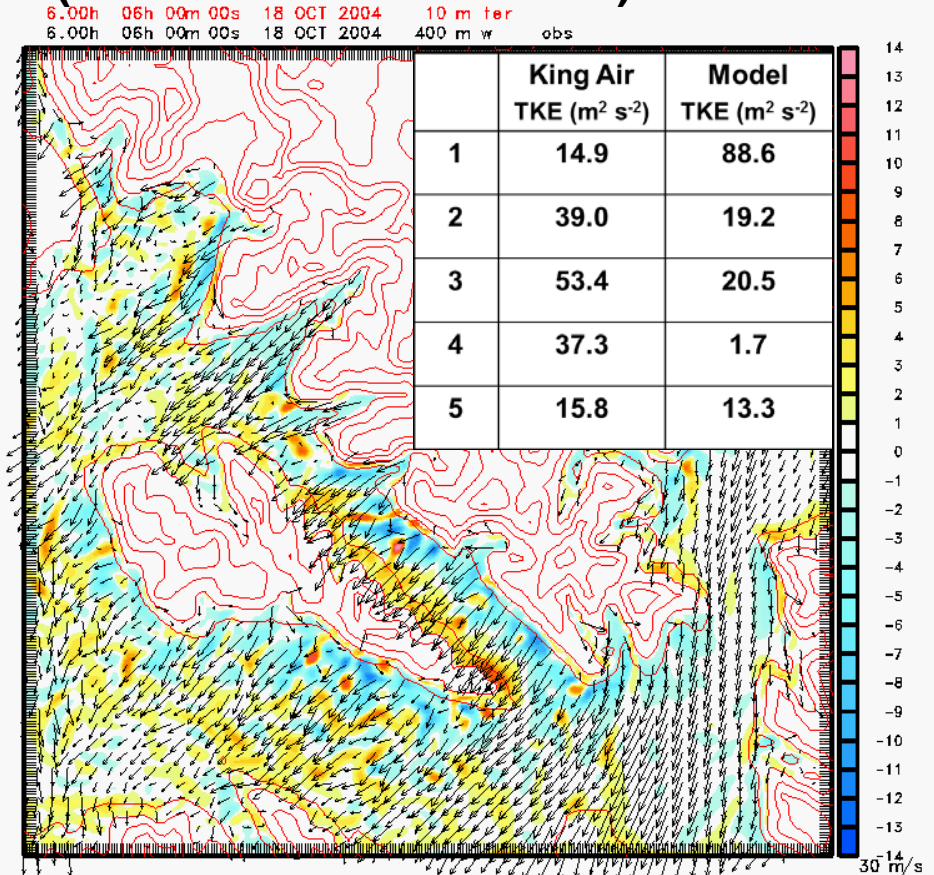 6.00h 06h 00m 00s 18 OCT 2004 10 m ter
6.00h 06h 00m 00s 18 OCT 2004 400 m w obs
King Air Model
TKE (m² s⁻²) TKE (m² s⁻²)
1 14.9 88.6
2 39.0 19.2
3 53.4 20.5
4 37.3 1.7
5 15.8 13.3
14
13
12
11
10
9
8
7
6
5
4
3
2
1
0
-1
-2
-3
-4
-5
-6
-7
-8
-9
-10
-11
-12
-13
-14
30 m/s